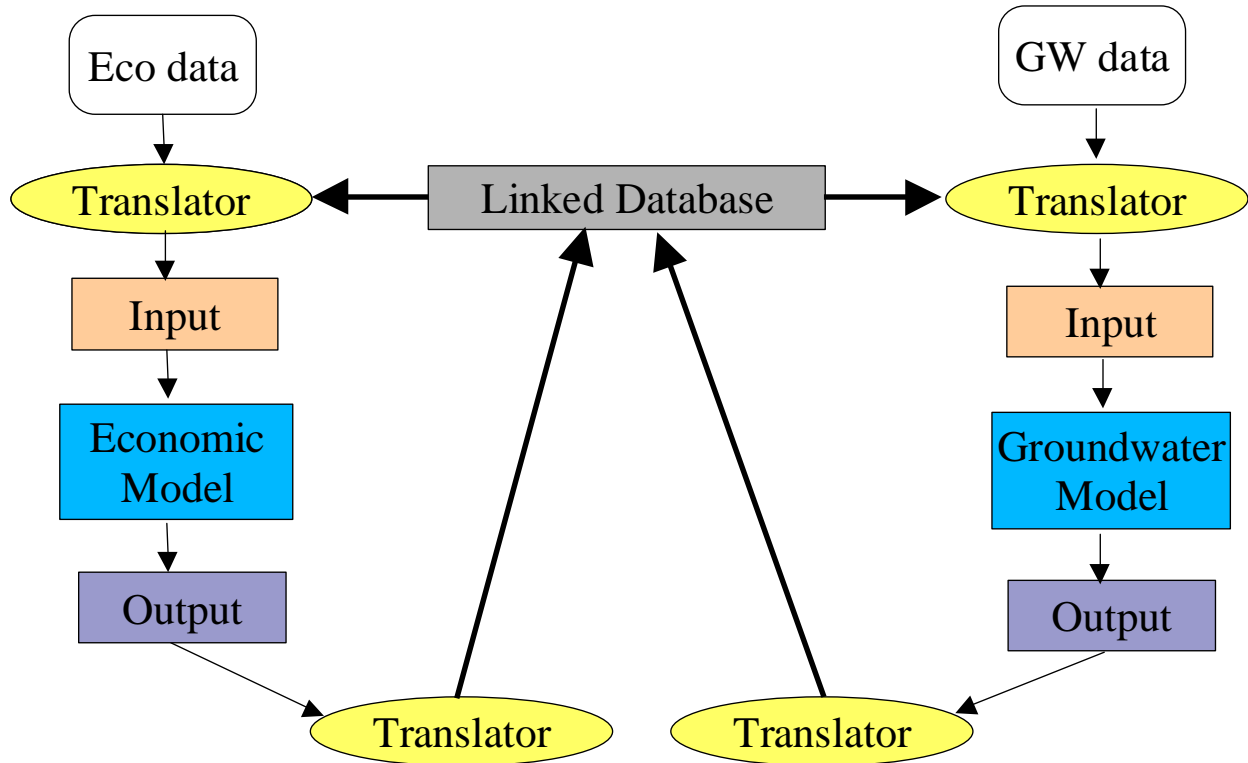 Eco data
GW data
Translator
Linked Database
Translator
Input
Input
Economic
Model
Groundwater
Model
Output
Output
Translator
Translator